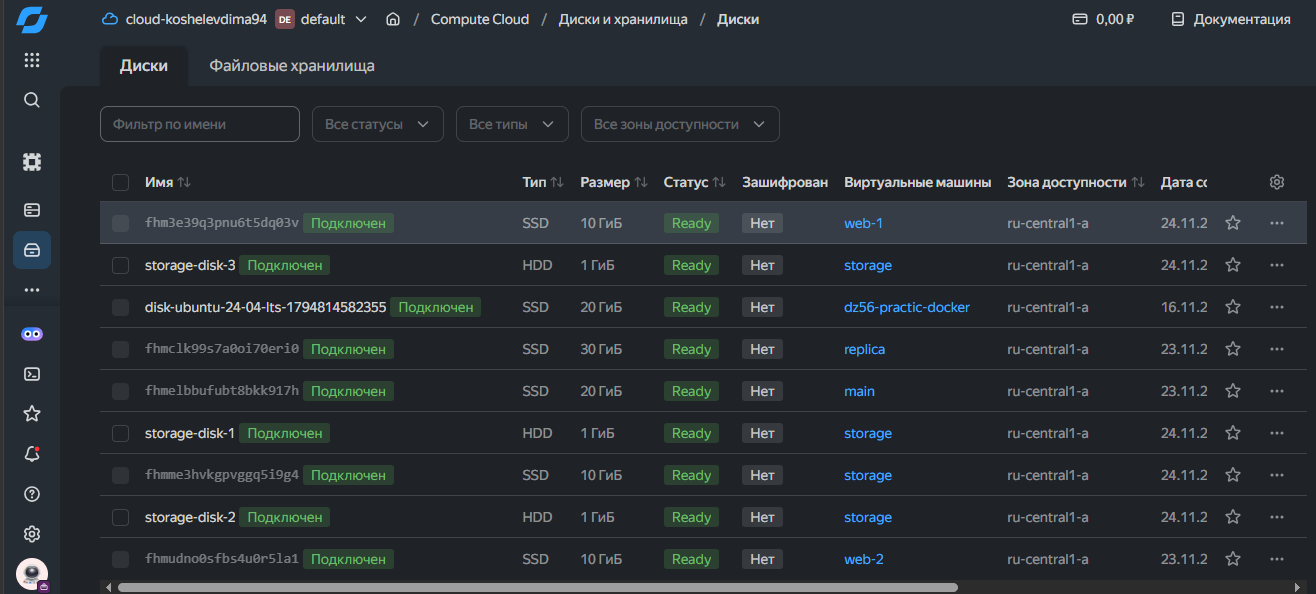 cloud-koshelevdima94 DE default / Compute Cloud / Диски и хранилища / Диски 0,00 ₽ Документация
Диски Файловые хранилища
Фильтр по имени Все статусы Все типы Все зоны доступности
Имя Тип Размер Статус Зашифрован Виртуальные машины Зона доступности Дата сс
fhm3e39q3pnu6t5dq03v Подключен SSD 10 ГиБ Ready Нет web-1 ru-central1-a 24.11.2
storage-disk-3 Подключен HDD 1 ГиБ Ready Нет storage ru-central1-a 24.11.2
disk-ubuntu-24-04-lts-1794814582355 Подключен SSD 20 ГиБ Ready Нет dz56-practic-docker ru-central1-a 16.11.2
fhmclk99s7a0oi70eri0 Подключен SSD 30 ГиБ Ready Нет replica ru-central1-a 23.11.2
fhmelbbufubt8bkk917h Подключен SSD 20 ГиБ Ready Нет main ru-central1-a 23.11.2
storage-disk-1 Подключен HDD 1 ГиБ Ready Нет storage ru-central1-a 24.11.2
fhmme3hvkgpvggq5i9g4 Подключен SSD 10 ГиБ Ready Нет storage ru-central1-a 24.11.2
storage-disk-2 Подключен HDD 1 ГиБ Ready Нет storage ru-central1-a 24.11.2
fhmudno0sfbs4u0r5la1 Подключен SSD 10 ГиБ Ready Нет web-2 ru-central1-a 23.11.2